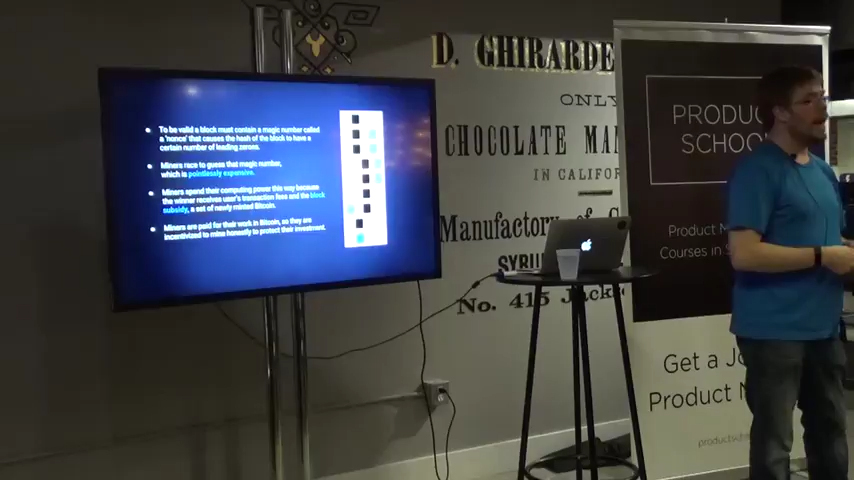 To be valid a block must contain a magic number called
a 'nonce' that causes the hash of the block to have a
certain number of leading zeroes.
Miners race to guess that magic number,
which is pointlessly expensive.
Miners spend their computing power this way because
the winner receives user's transaction fees and the block
subsidy, a set of newly minted Bitcoin.
Miners are paid for their work in Bitcoin, so they are
incentivized to mine honestly to protect their investment.
D. GHIRARDE
ONLY
CHOCOLATE MA
IN CALIFOR
Manufactory of
SYRU
No. 415 Jacks
PRODUC
SCHOO
Product M
Courses in S
Get a Jo
Product M
productsch